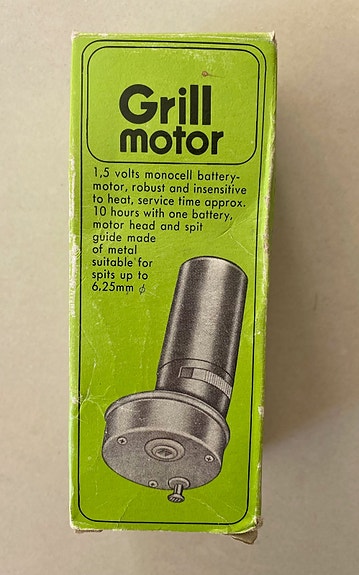 Grill
motor
1,5 volts monocell battery-
motor, robust and insensitive
to heat, service time approx.
10 hours with one battery,
motor head and spit
guide made
of metal
suitable for
spits up to
6,25mm ϕ